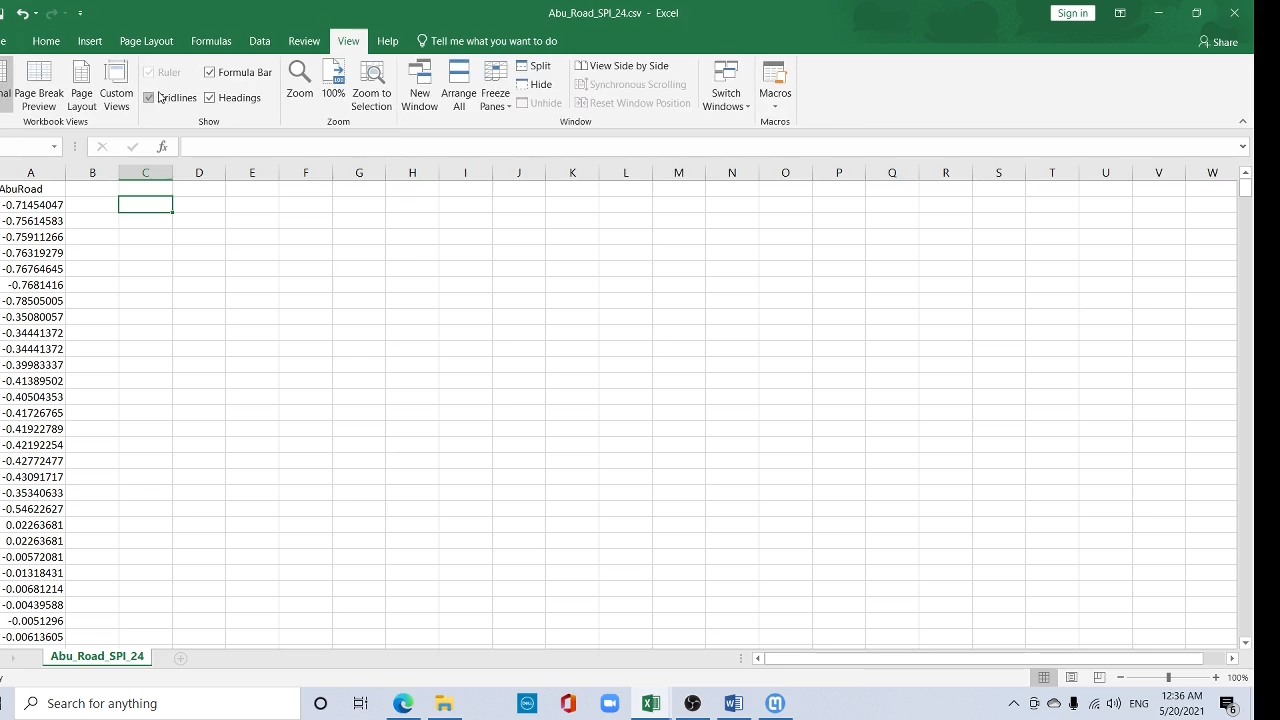 Abu_Road_SPI_24.csv - Excel
Sign in
Home Insert Page Layout Formulas Data Review View Help Tell me what you want to do Share
Ruler Formula Bar
Gridlines Headings
Page Break Preview
Page Layout
Custom Views
Workbook Views
Show
Zoom
100%
Zoom to Selection
Zoom
New Window
Arrange All
Freeze Panes
Split
Hide
Unhide
View Side by Side
Synchronous Scrolling
Reset Window Position
Window
Switch Windows
Macros
Macros
fx
A B C D E F G H I J K L M N O P Q R S T U V W
AbuRoad
-0.71454047
-0.75614583
-0.75911266
-0.76319279
-0.76764645
-0.7681416
-0.78505005
-0.35080057
-0.34441372
-0.34441372
-0.39983337
-0.41389502
-0.40504353
-0.41726765
-0.41922789
-0.42192254
-0.42772477
-0.43091717
-0.35340633
-0.54622627
0.02263681
0.02263681
-0.00572081
-0.01318431
-0.00681214
-0.00439588
-0.0051296
-0.00613605
Abu_Road_SPI_24
100%
Search for anything
ENG
12:36 AM
5/20/2021
6